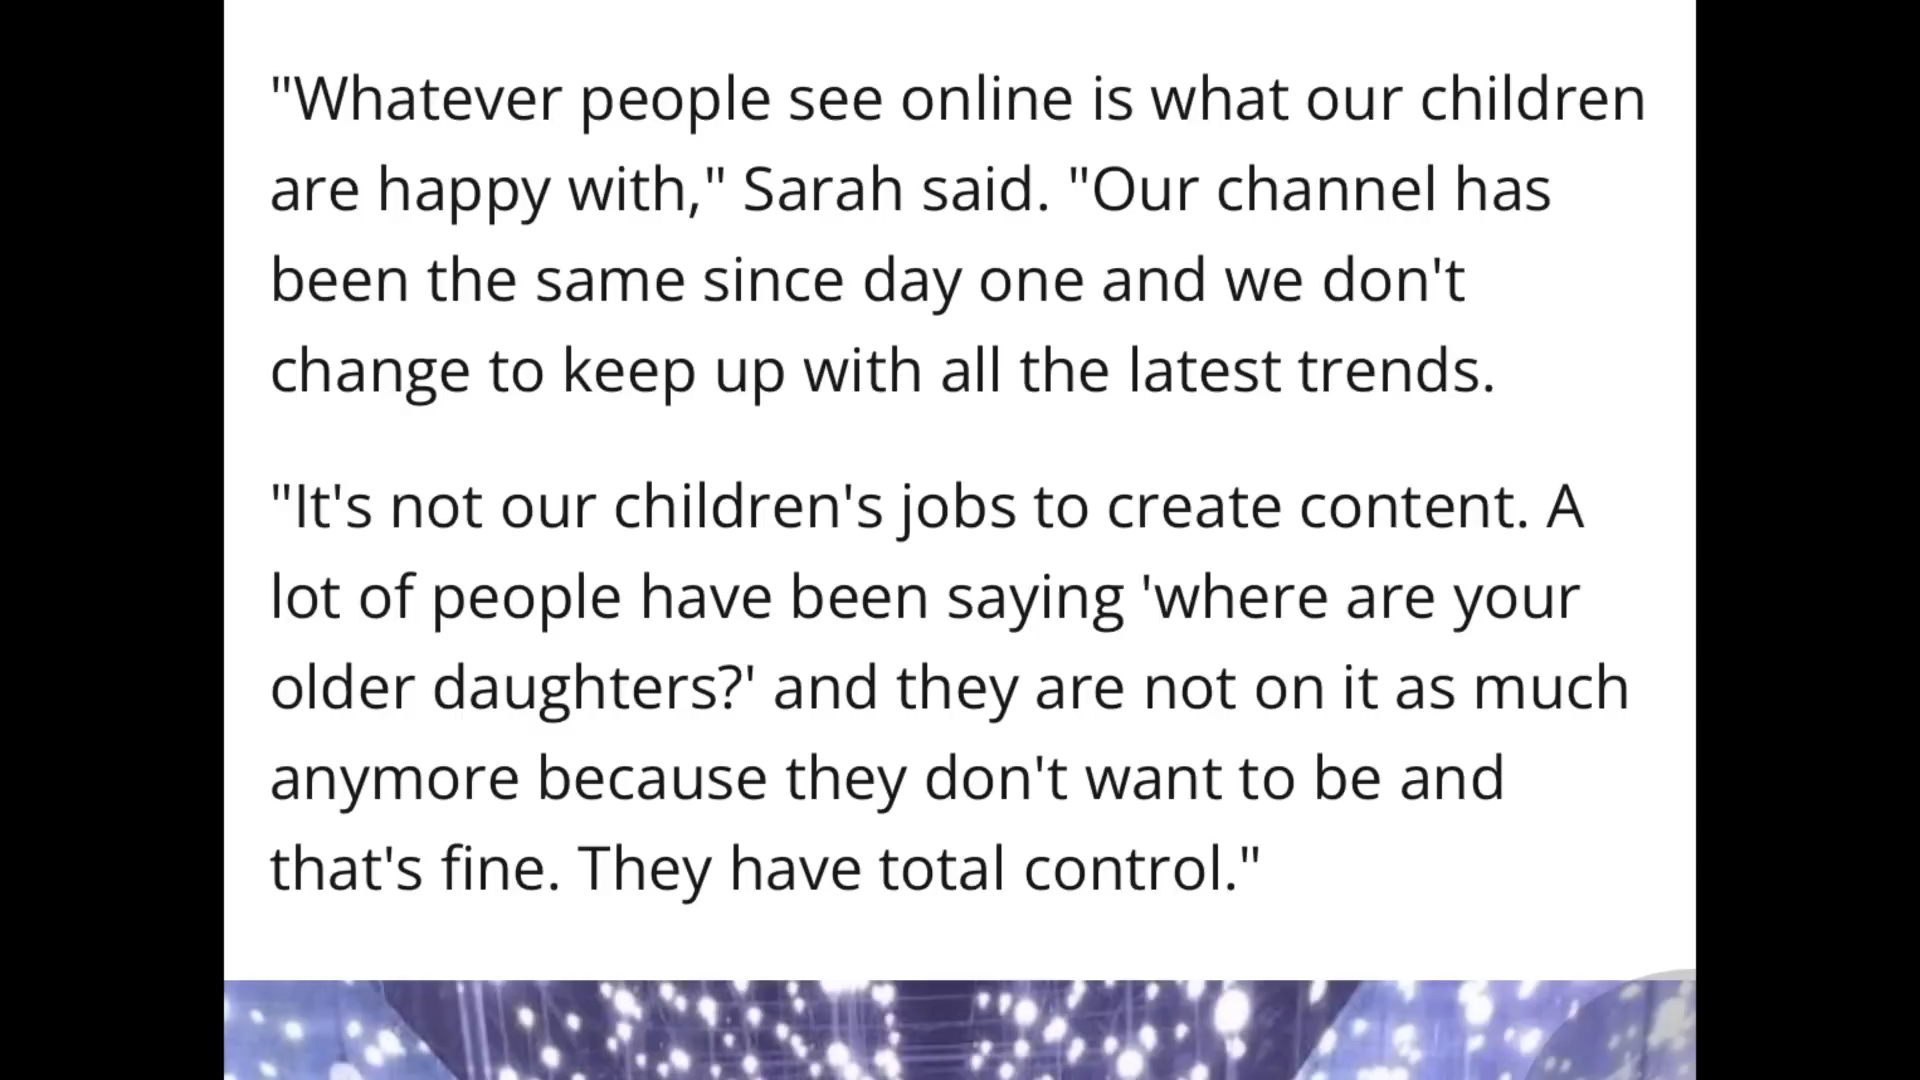 "Whatever people see online is what our children
are happy with," Sarah said. "Our channel has
been the same since day one and we don't
change to keep up with all the latest trends.
"It's not our children's jobs to create content. A
lot of people have been saying 'where are your
older daughters?' and they are not on it as much
anymore because they don't want to be and
that's fine. They have total control."